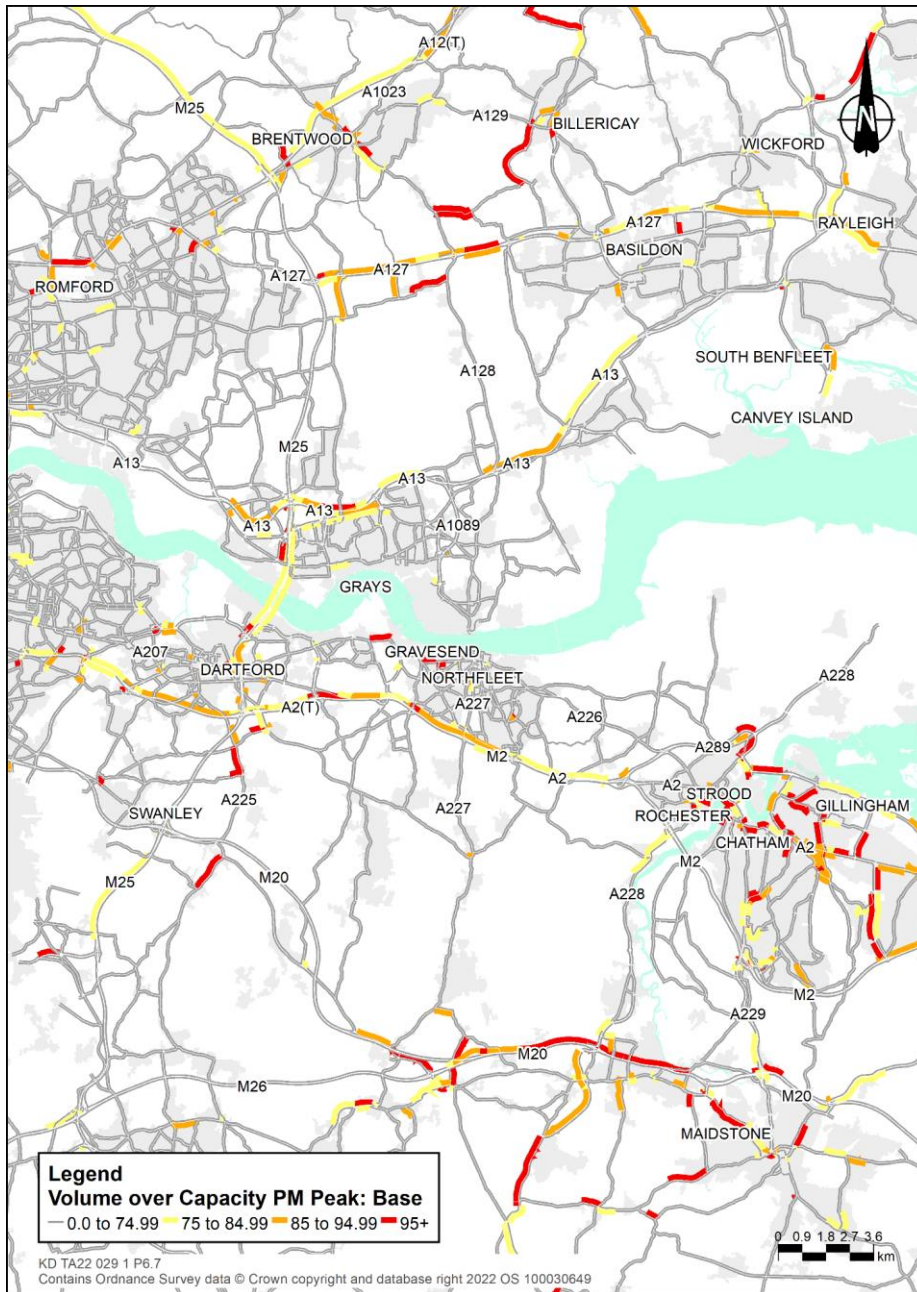 A12(T)
M25
A1023
A129
BILLERICAY
BRENTWOOD
WICKFORD
N
A127
RAYLEIGH
BASILDON
A127
A127
ROMFORD
SOUTH BENFLEET
A128
A13
CANVEY ISLAND
M25
A13
A13
A13
A13
A13
A1089
GRAYS
A207
GRAVESEND
DARTFORD
NORTHFLEET
A228
A2(T)
A227
A226
A289
M2
A2
A2
STROOD
SWANLEY
A225
A227
ROCHESTER
GILLINGHAM
CHATHAM
A2
M25
M20
A228
M2
M2
A229
M20
M26
M20
MAIDSTONE
Legend
Volume over Capacity PM Peak: Base
0.0 to 74.99 75 to 84.99 85 to 94.99 95+
0 0.9 1.8 2.7 3.6
km
KD TA22 029 1 P6.7
Contains Ordnance Survey data © Crown copyright and database right 2022 OS 100030649